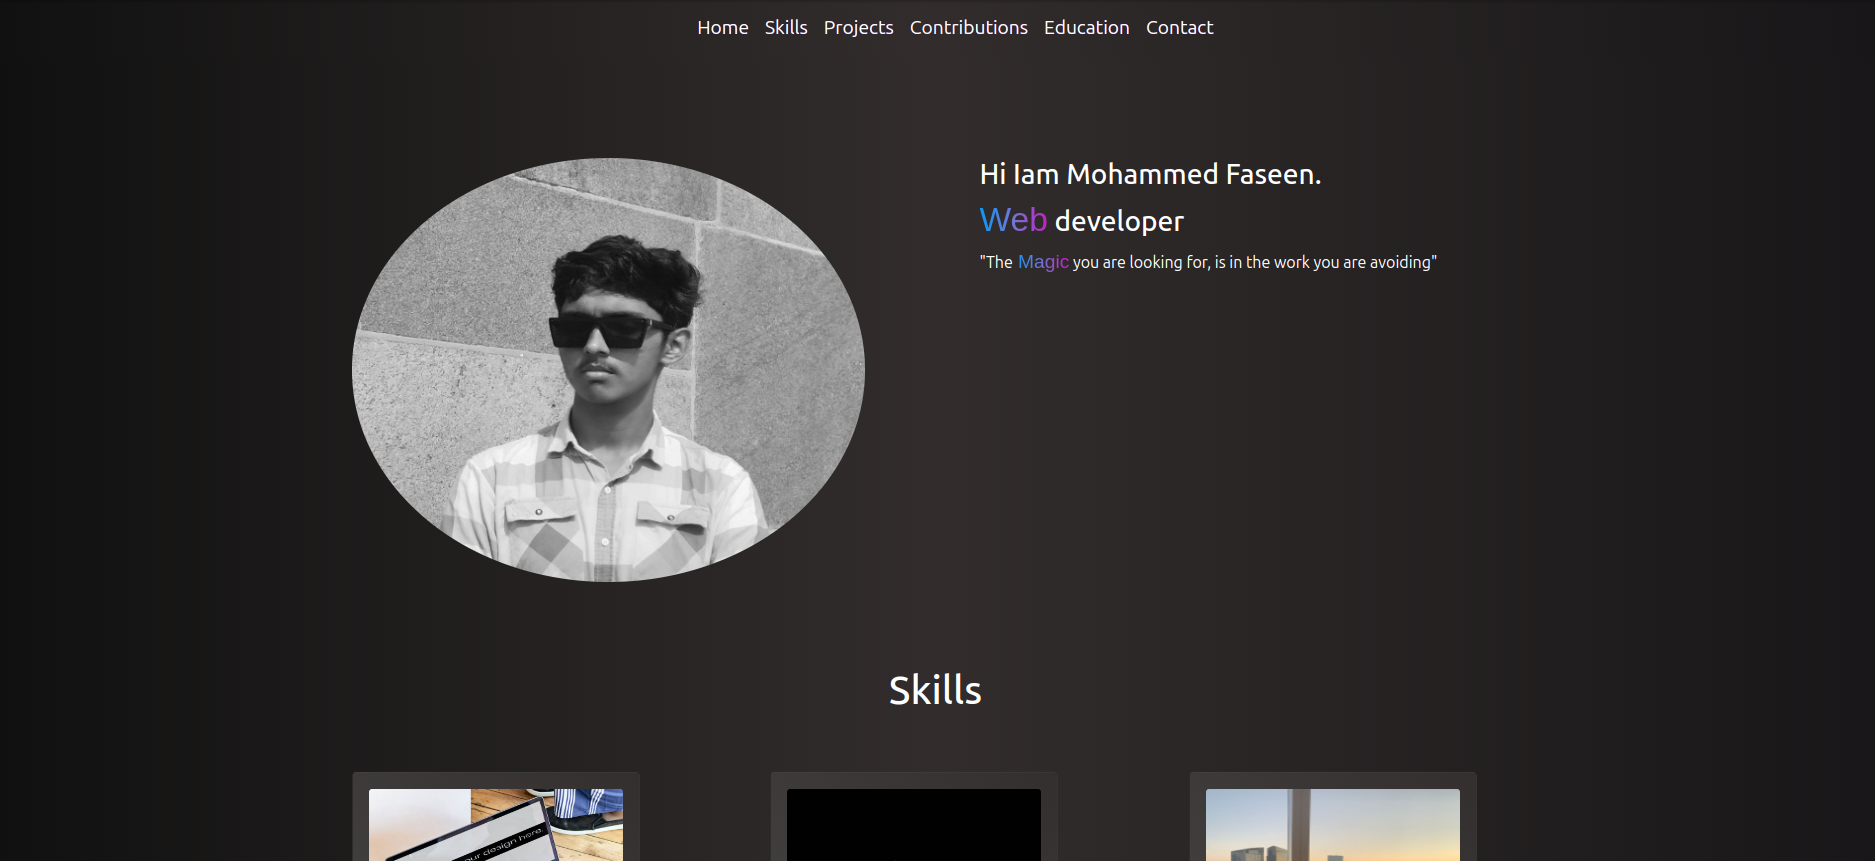 Home Skills Projects Contributions Education Contact
Hi Iam Mohammed Faseen.
Web developer
"The Magic you are looking for, is in the work you are avoiding"
Skills
your design here.